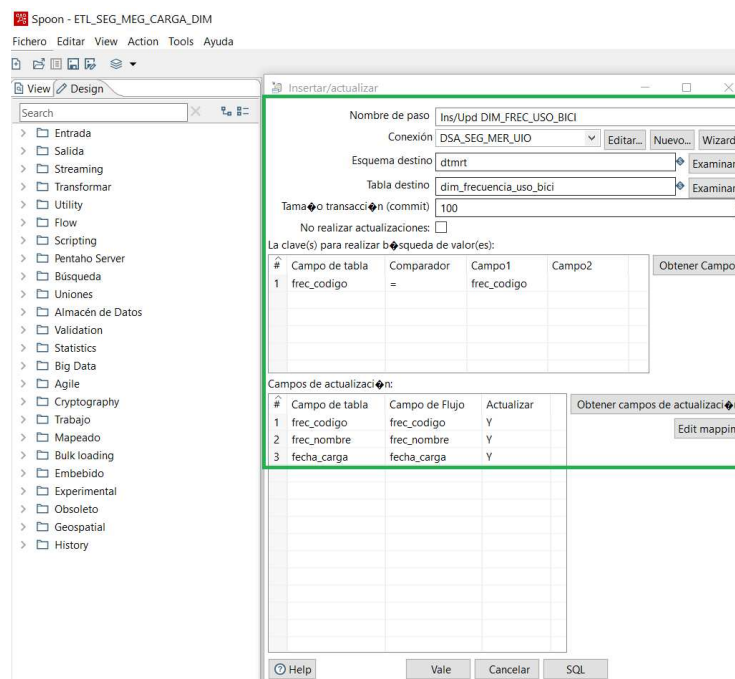 Spoon - ETL_SEG_MEG_CARGA_DIM
Fichero Editar View Action Tools Ayuda
View Design
Search
Entrada
Salida
Streaming
Transformar
Utility
Flow
Scripting
Pentaho Server
Búsqueda
Uniones
Almacén de Datos
Validation
Statistics
Big Data
Agile
Cryptography
Trabajo
Mapeado
Bulk loading
Embebido
Experimental
Obsoleto
Geospatial
History
Insertar/actualizar
Nombre de paso Ins/Upd DIM_FREC_USO_BICI
Conexión DSA_SEG_MER_UIO Editar... Nuevo... Wizard
Esquema destino dtmrt Examinar
Tabla destino dim_frecuencia_uso_bici Examinar
Tama�o transacci�n (commit) 100
No realizar actualizaciones:
La clave(s) para realizar b�squeda de valor(es):
# Campo de tabla Comparador Campo1 Campo2 Obtener Campo
1 frec_codigo = frec_codigo
Campos de actualizaci�n:
# Campo de tabla Campo de Flujo Actualizar Obtener campos de actualizaci�
1 frec_codigo frec_codigo Y Edit mappin
2 frec_nombre frec_nombre Y
3 fecha_carga fecha_carga Y
Help Vale Cancelar SQL